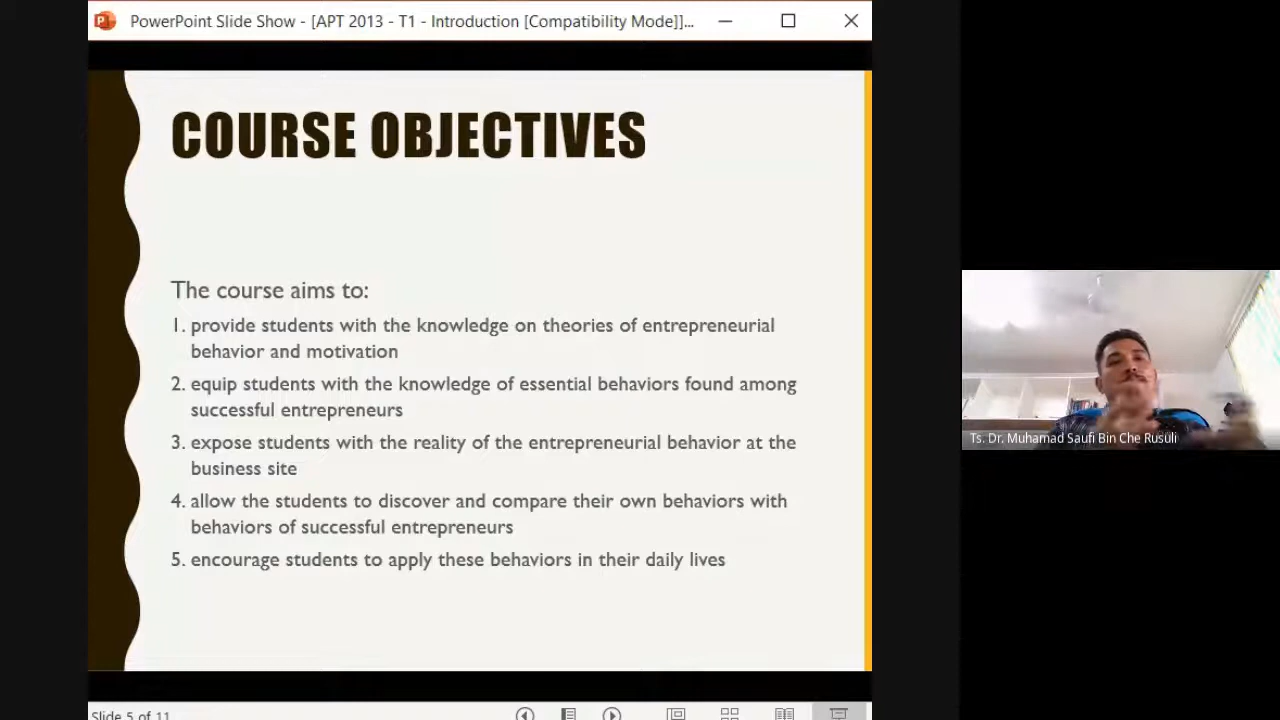 PowerPoint Slide Show - [APT 2013 - T1 - Introduction [Compatibility Mode]]...
COURSE OBJECTIVES
The course aims to:
1. provide students with the knowledge on theories of entrepreneurial
behavior and motivation
2. equip students with the knowledge of essential behaviors found among
successful entrepreneurs
3. expose students with the reality of the entrepreneurial behavior at the
business site
4. allow the students to discover and compare their own behaviors with
behaviors of successful entrepreneurs
5. encourage students to apply these behaviors in their daily lives
Ts. Dr. Muhamad Saufi Bin Che Rusuli
Slide 5 of 11